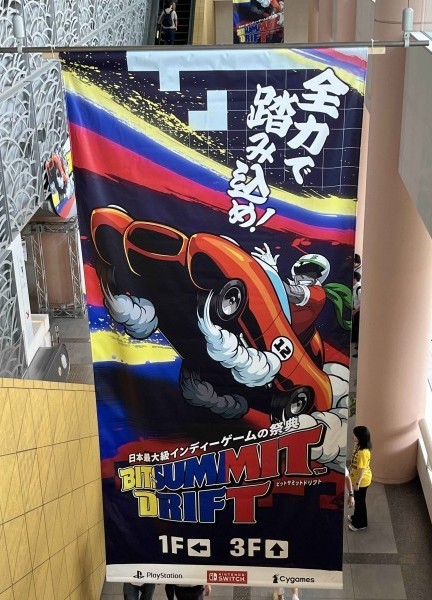 全力で
踏み込め!
12
日本最大級インディーゲームの祭典
BITSUMMIT
ビットサミットドリフト
DRIFT
1F← 3F↑
PlayStation NINTENDO SWITCH Cygames